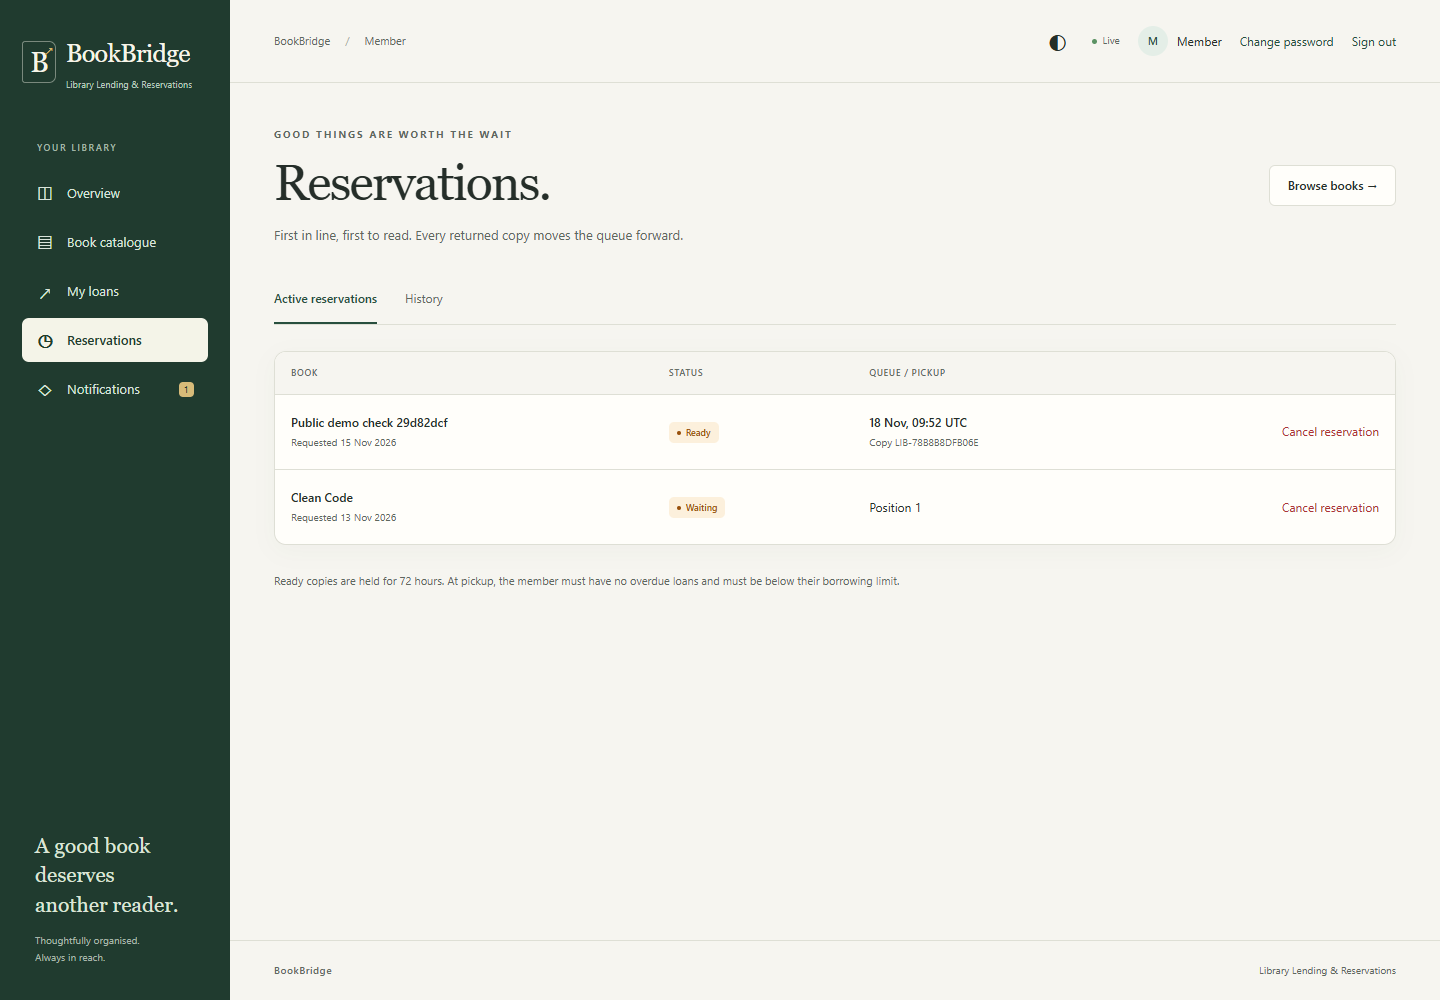 BookBridge
Library Lending & Reservations
YOUR LIBRARY
Overview
Book catalogue
My loans
Reservations
Notifications 1
A good book
deserves
another reader.
Thoughtfully organised.
Always in reach.
BookBridge / Member
Live M Member Change password Sign out
GOOD THINGS ARE WORTH THE WAIT
Reservations.
Browse books →
First in line, first to read. Every returned copy moves the queue forward.
Active reservations History
BOOK STATUS QUEUE / PICKUP
Public demo check 29d82dcf
Requested 15 Nov 2026
Ready
18 Nov, 09:52 UTC
Copy LIB-78B8B8DFB06E
Cancel reservation
Clean Code
Requested 13 Nov 2026
Waiting
Position 1
Cancel reservation
Ready copies are held for 72 hours. At pickup, the member must have no overdue loans and must be below their borrowing limit.
BookBridge
Library Lending & Reservations